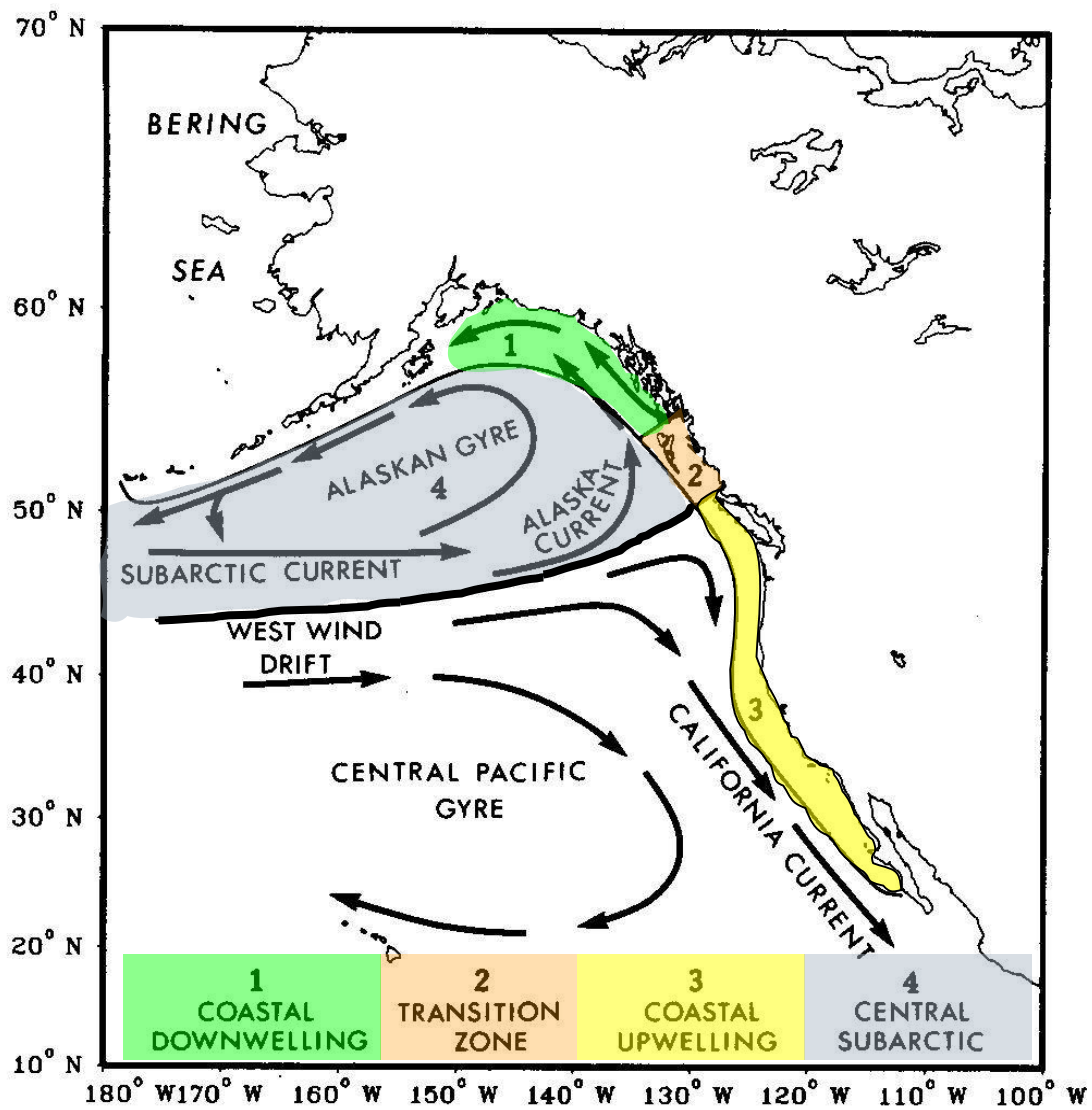 70° N
BERING
SEA
60° N
1
2
ALASKAN GYRE
4
ALASKA
CURRENT
50° N
SUBARCTIC CURRENT
WEST WIND
DRIFT
40° N
3
CENTRAL PACIFIC
GYRE
CALIFORNIA CURRENT
30° N
20° N
1
COASTAL
DOWNWELLING
2
TRANSITION
ZONE
3
COASTAL
UPWELLING
4
CENTRAL
SUBARCTIC
10° N
180° W 170° W 160° W 150° W 140° W 130° W 120° W 110° W 100° W